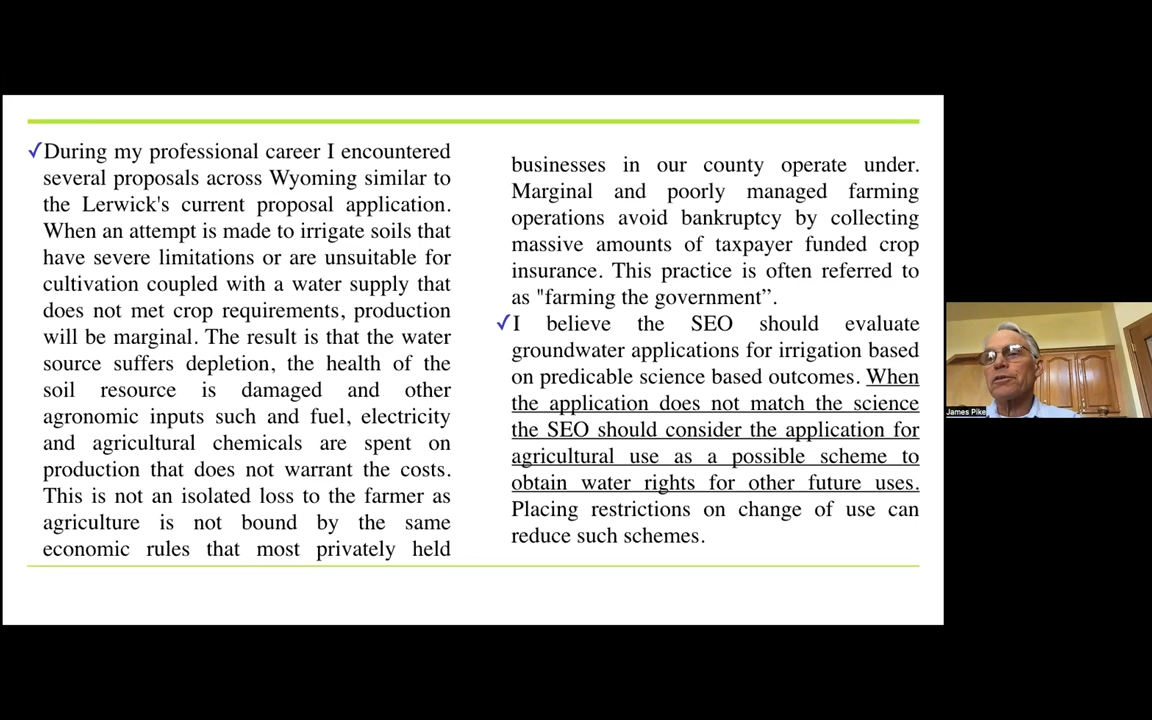 ✓During my professional career I encountered
several proposals across Wyoming similar to
the Lerwick's current proposal application.
When an attempt is made to irrigate soils that
have severe limitations or are unsuitable for
cultivation coupled with a water supply that
does not met crop requirements, production
will be marginal. The result is that the water
source suffers depletion, the health of the
soil resource is damaged and other
agronomic inputs such and fuel, electricity
and agricultural chemicals are spent on
production that does not warrant the costs.
This is not an isolated loss to the farmer as
agriculture is not bound by the same
economic rules that most privately held
businesses in our county operate under.
Marginal and poorly managed farming
operations avoid bankruptcy by collecting
massive amounts of taxpayer funded crop
insurance. This practice is often referred to
as "farming the government”.
✓I believe the SEO should evaluate
groundwater applications for irrigation based
on predicable science based outcomes. When
the application does not match the science
the SEO should consider the application for
agricultural use as a possible scheme to
obtain water rights for other future uses.
Placing restrictions on change of use can
reduce such schemes.
James Pike